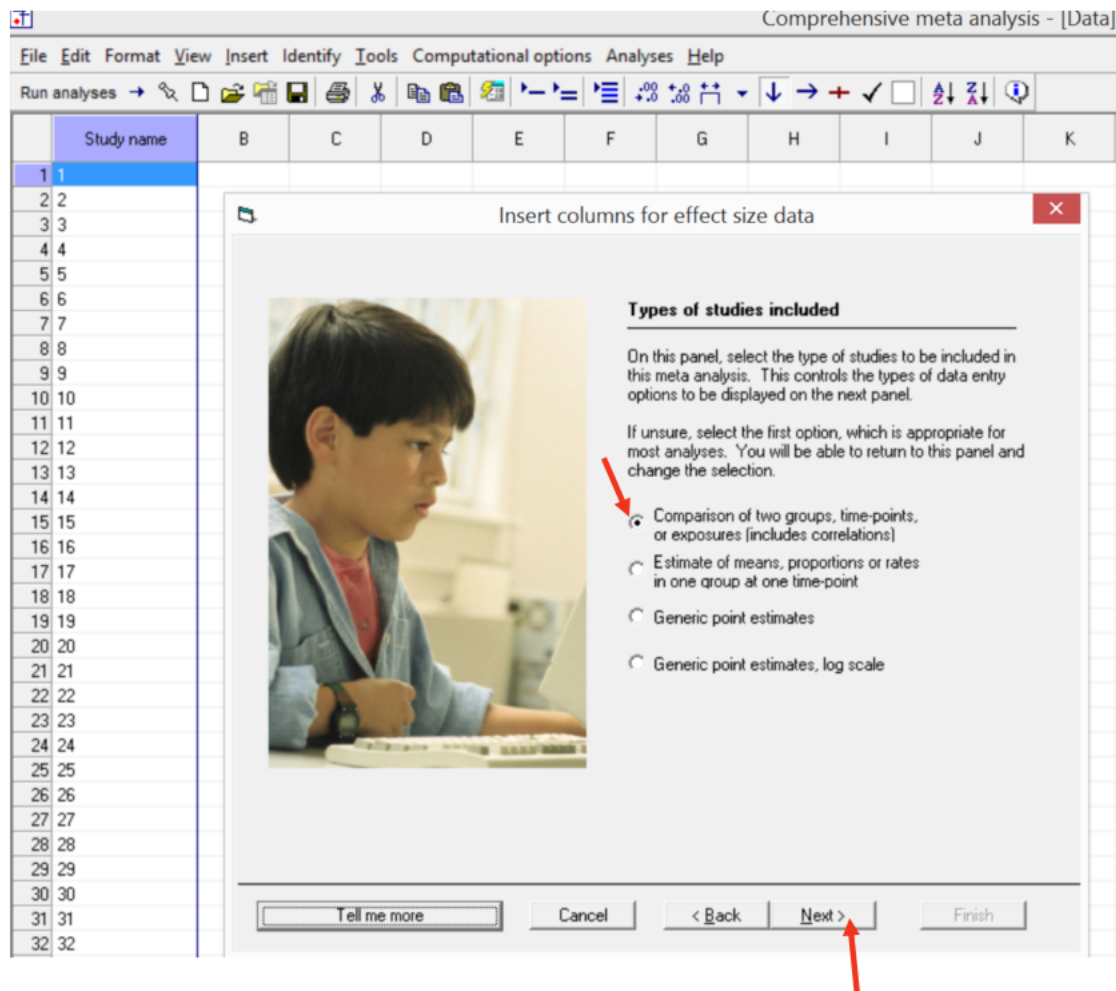 Comprehensive meta analysis - [Data]
File Edit Format View Insert Identify Tools Computational options Analyses Help
Run analyses
Study name B C D E F G H I J K
1 1
2 2
3 3
4 4
5 5
6 6
7 7
8 8
9 9
10 10
11 11
12 12
13 13
14 14
15 15
16 16
17 17
18 18
19 19
20 20
21 21
22 22
23 23
24 24
25 25
26 26
27 27
28 28
29 29
30 30
31 31
32 32
Insert columns for effect size data
Types of studies included
On this panel, select the type of studies to be included in
this meta analysis. This controls the types of data entry
options to be displayed on the next panel.
If unsure, select the first option, which is appropriate for
most analyses. You will be able to return to this panel and
change the selection.
Comparison of two groups, time-points,
or exposures (includes correlations)
Estimate of means, proportions or rates
in one group at one time-point
Generic point estimates
Generic point estimates, log scale
Tell me more Cancel < Back Next > Finish